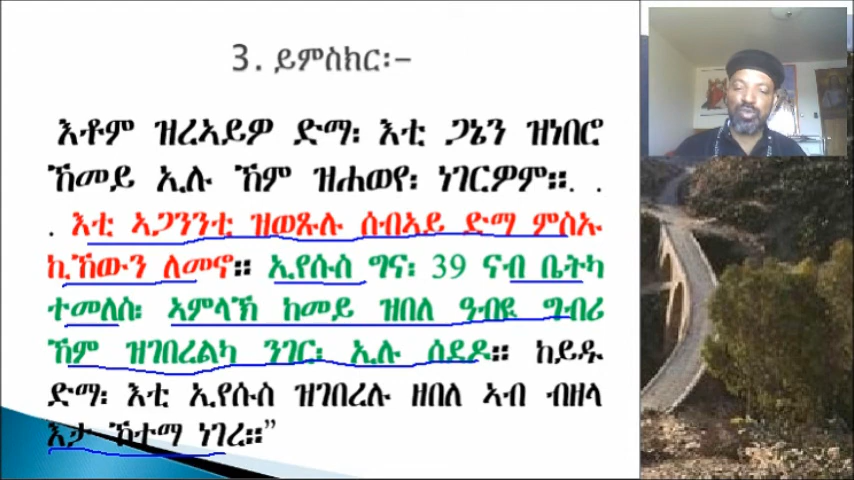 3. ይምስክር፡–
እቶም ዝረኣይዎ ድማ፡ እቲ ጋኔን ዝነበሮ
ኸመይ ኢሉ ኸም ዝሐወየ፡ ነገርዎም።. .
. እቲ ኣጋንንቲ ዝወጹሉ ሰብኣይ ድማ ምስኡ
ኪኸውን ለመኖ። ኢየሱስ ግና፡ 39 ናብ ቤትካ
ተመለስ፡ ኣምላኽ ከመይ ዝበለ ዓብዪ ግብሪ
ኸም ዝገበረልካ ንገር፡ ኢሉ ሰደዶ። ከይዱ
ድማ፡ እቲ ኢየሱስ ዝገበረሉ ዘበለ ኣብ ብዘላ
እታ ኸተማ ነገረ።”